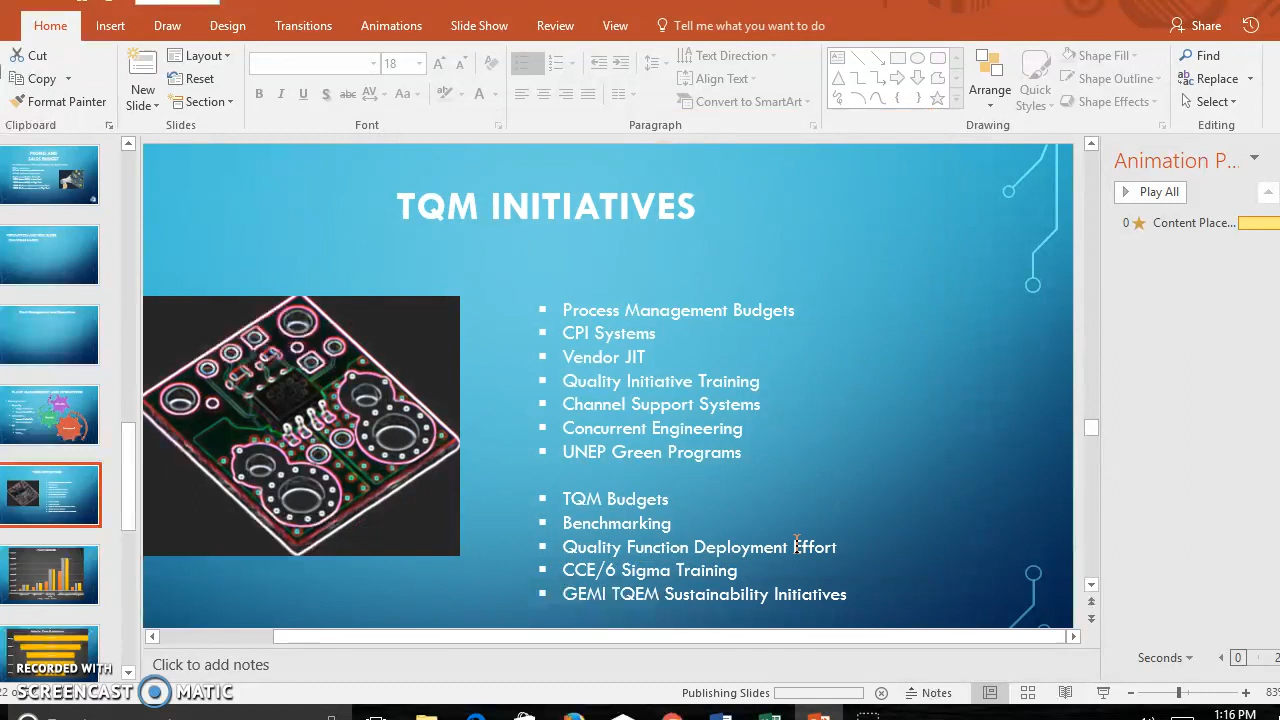 Home Insert Draw Design Transitions Animations Slide Show Review View Tell me what you want to do Share
Cut Layout 18 Text Direction Shape Fill Find
Copy New Slide Reset Align Text Arrange Quick Styles Shape Outline Replace
Format Painter Section Convert to SmartArt Shape Effects Select
Clipboard Slides Font Paragraph Drawing Editing
TQM INITIATIVES
Process Management Budgets
CPI Systems
Vendor JIT
Quality Initiative Training
Channel Support Systems
Concurrent Engineering
UNEP Green Programs
TQM Budgets
Benchmarking
Quality Function Deployment Effort
CCE/6 Sigma Training
GEMI TQEM Sustainability Initiatives
Animation P...
Play All
0 Content Place...
Seconds 0 2
Click to add notes
RECORDED WITH
SCREENCAST MATIC
Publishing Slides Notes
1:16 PM